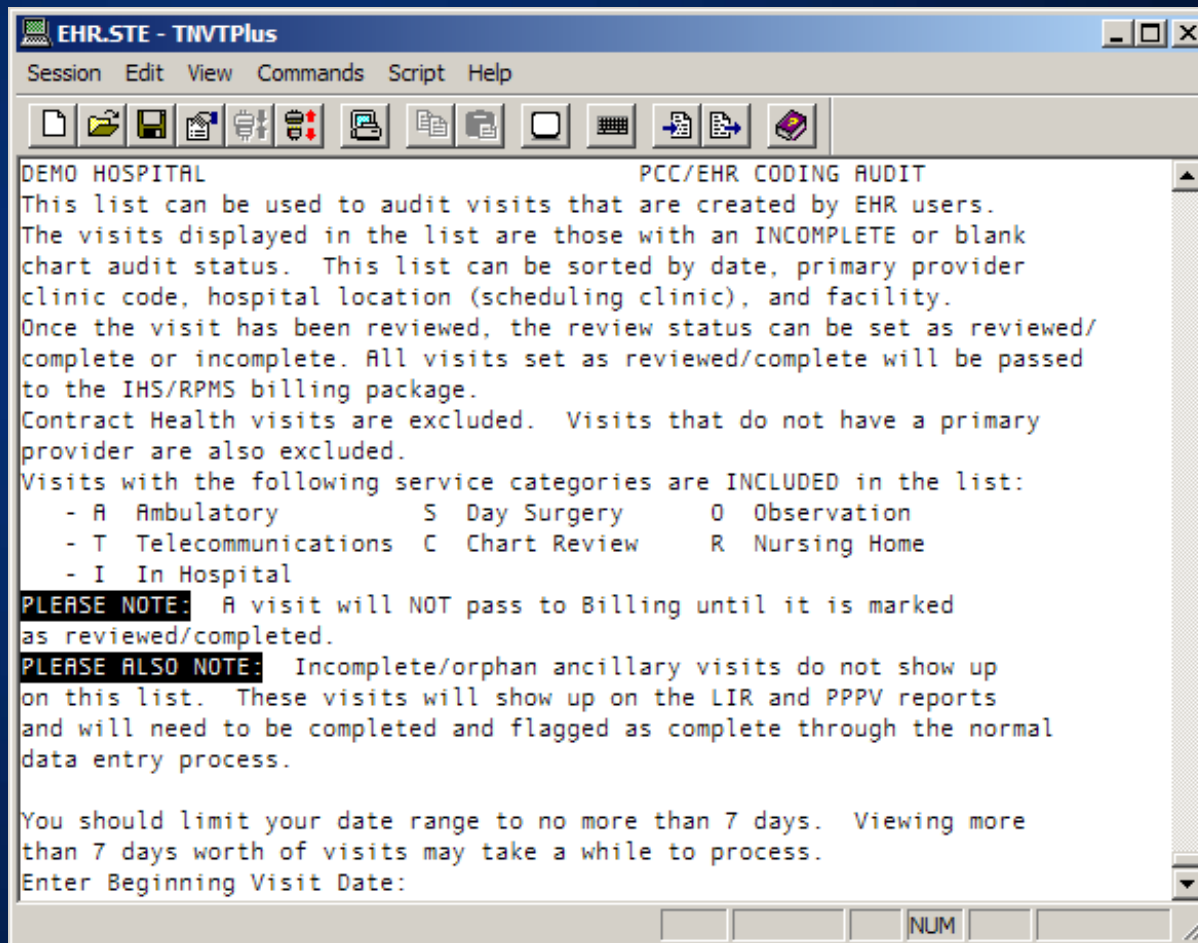 EHR.STE - TNVTPlus
Session Edit View Commands Script Help
DEMO HOSPITAL PCC/EHR CODING AUDIT
This list can be used to audit visits that are created by EHR users.
The visits displayed in the list are those with an INCOMPLETE or blank
chart audit status.  This list can be sorted by date, primary provider
clinic code, hospital location (scheduling clinic), and facility.
Once the visit has been reviewed, the review status can be set as reviewed/
complete or incomplete. All visits set as reviewed/complete will be passed
to the IHS/RPMS billing package.
Contract Health visits are excluded.  Visits that do not have a primary
provider are also excluded.
Visits with the following service categories are INCLUDED in the list:
- A  Ambulatory  S  Day Surgery  O  Observation
- T  Telecommunications  C  Chart Review  R  Nursing Home
- I  In Hospital
PLEASE NOTE:  A visit will NOT pass to Billing until it is marked
as reviewed/completed.
PLEASE ALSO NOTE:  Incomplete/orphan ancillary visits do not show up
on this list.  These visits will show up on the LIR and PPPV reports
and will need to be completed and flagged as complete through the normal
data entry process.
You should limit your date range to no more than 7 days.  Viewing more
than 7 days worth of visits may take a while to process.
Enter Beginning Visit Date:
NUM